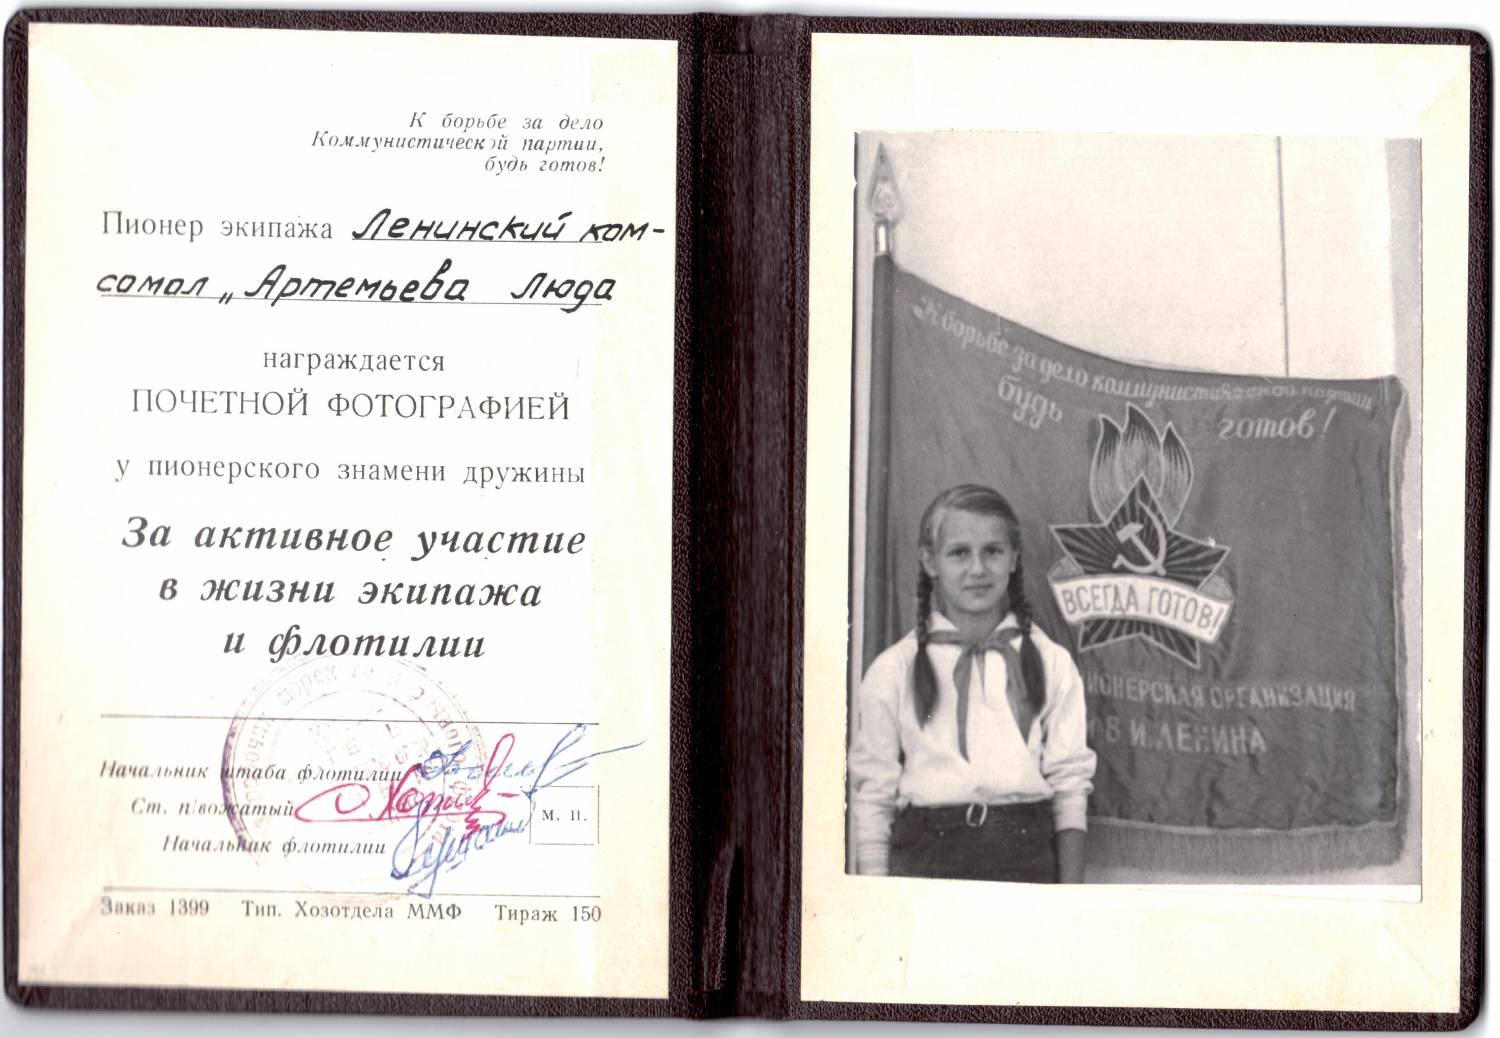 К борьбе за дело
Коммунистической партии,
будь готов!
Пионер экипажа Ленинский ком-
сомол „ Артемьева Люда
награждается
ПОЧЕТНОЙ ФОТОГРАФИЕЙ
у пионерского знамени дружины
За активное участие
в жизни экипажа
и флотилии
Начальник штаба флотилии
Ст. п/вожатый
м. п.
Начальник флотилии
Заказ 1399 Тип. Хозотдела ММФ Тираж 150
К борьбе за дело коммунистической партии
будь готов!
ВСЕГДА ГОТОВ!
ПИОНЕРСКАЯ ОРГАНИЗАЦИЯ
В И. ЛЕНИНА